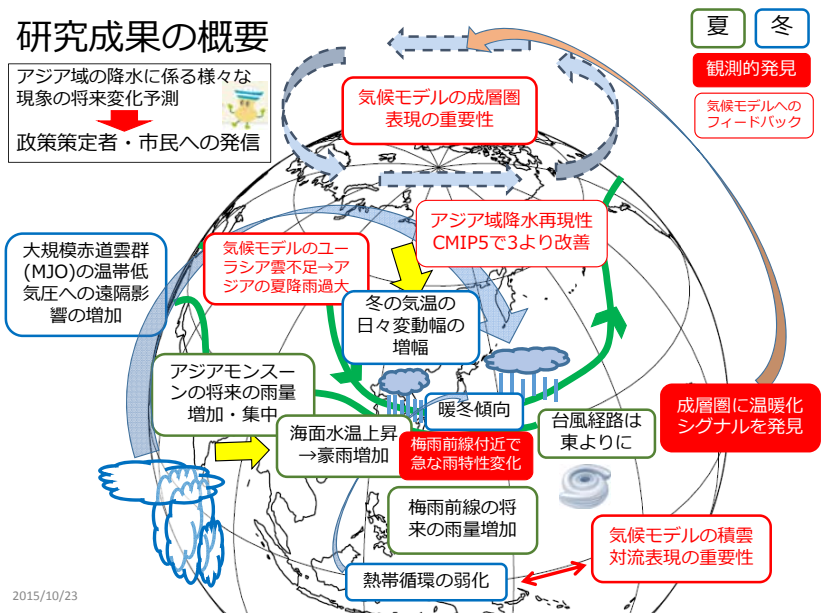 研究成果の概要
アジア域の降水に係る様々な
現象の将来変化予測
政策策定者・市民への発信
夏
冬
観測的発見
気候モデルへの
フィードバック
気候モデルの成層圏
表現の重要性
アジア域降水再現性
CMIP5で3より改善
大規模赤道雲群
(MJO)の温帯低
気圧への遠隔影
響の増加
気候モデルのユー
ラシア雲不足→ア
ジアの夏降雨過大
冬の気温の
日々変動幅の
増幅
アジアモンスー
ンの将来の雨量
増加・集中
暖冬傾向
海面水温上昇
→豪雨増加
梅雨前線付近で
急な雨特性変化
台風経路は
東よりに
成層圏に温暖化
シグナルを発見
梅雨前線の将
来の雨量増加
気候モデルの積雲
対流表現の重要性
熱帯循環の弱化
2015/10/23